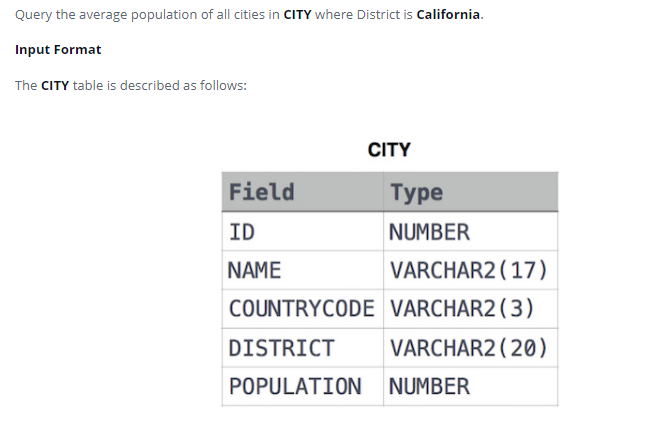 Query the average population of all cities in CITY where District is California.
Input Format
The CITY table is described as follows:
CITY
Field Type
ID NUMBER
NAME VARCHAR2(17)
COUNTRYCODE VARCHAR2(3)
DISTRICT VARCHAR2(20)
POPULATION NUMBER